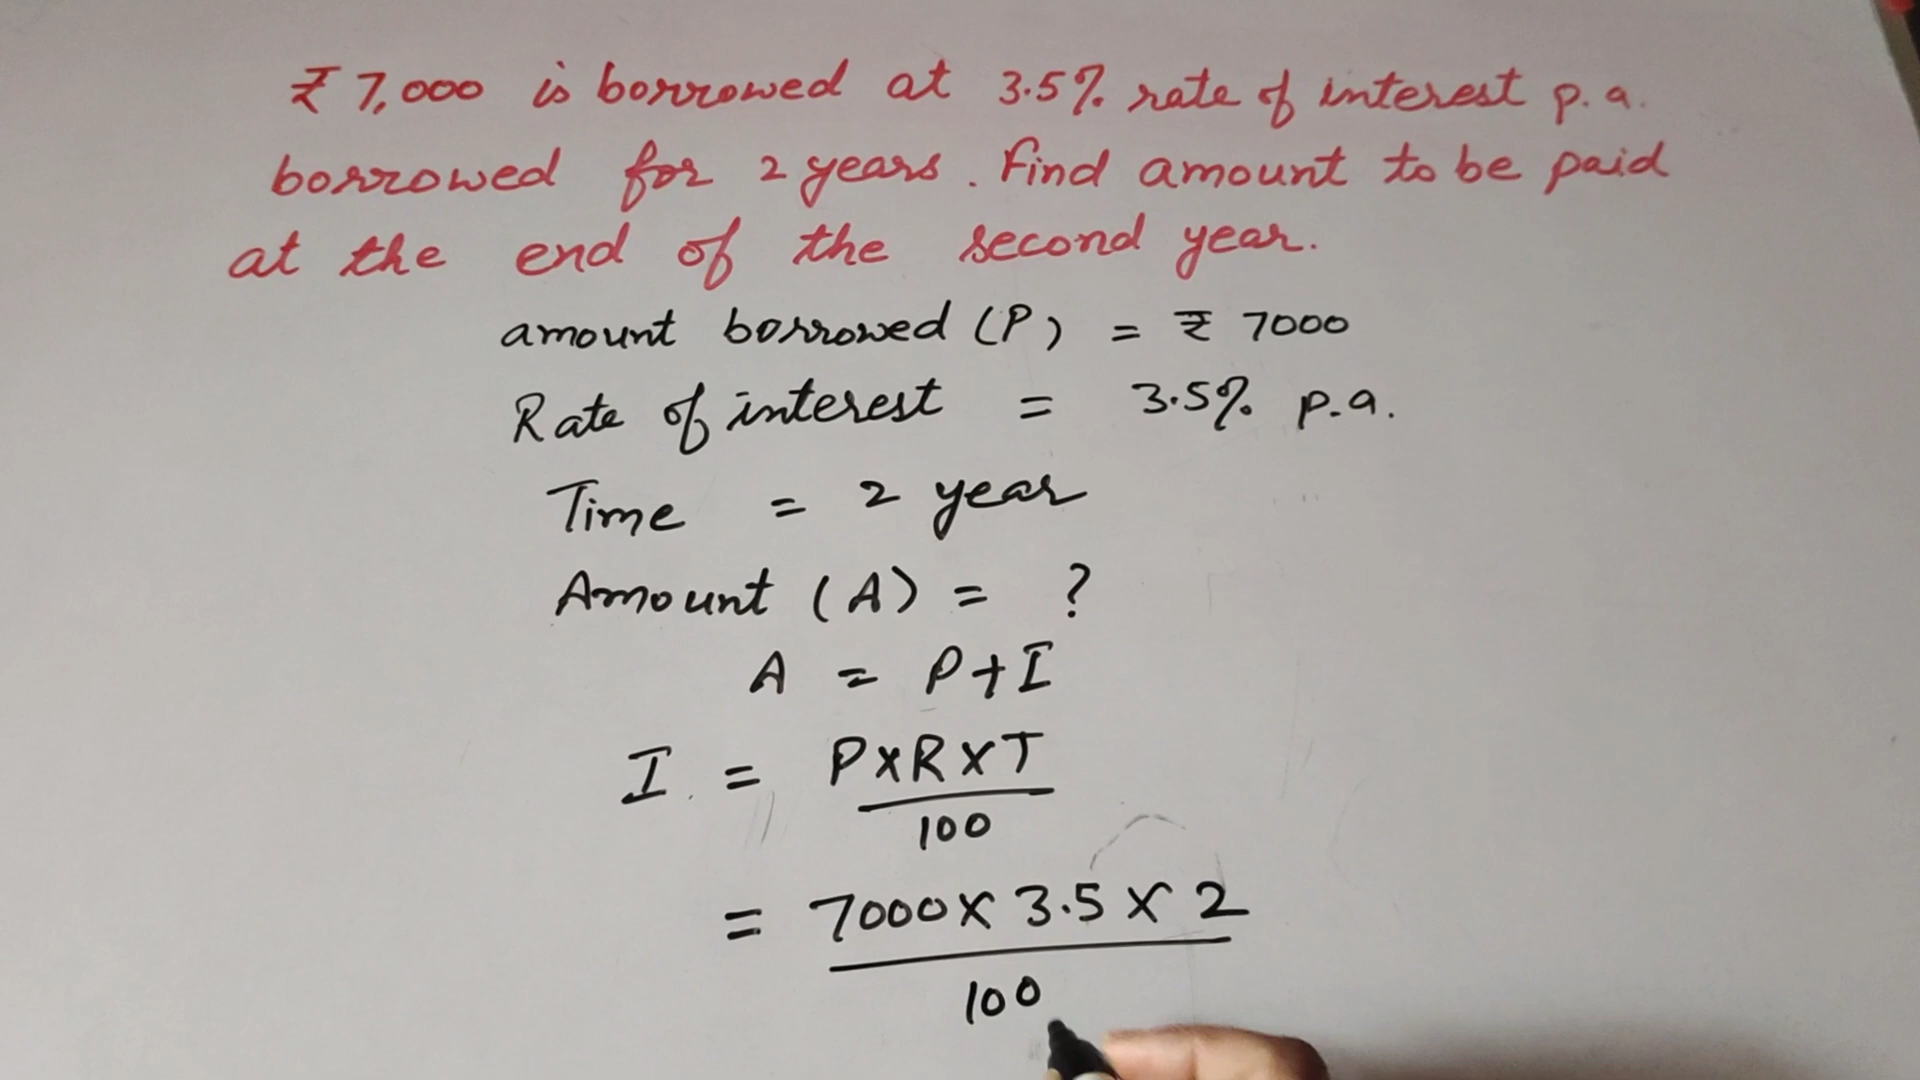 ₹ 7,000 is borrowed at 3.5% rate of interest p.a.
borrowed for 2 years. Find amount to be paid
at the end of the second year.
amount borrowed (P) = ₹ 7000
Rate of interest = 3.5% p.a.
Time = 2 year
Amount (A) = ?
A = P+I
I = P×R×T
100
= 7000 × 3.5 × 2
100